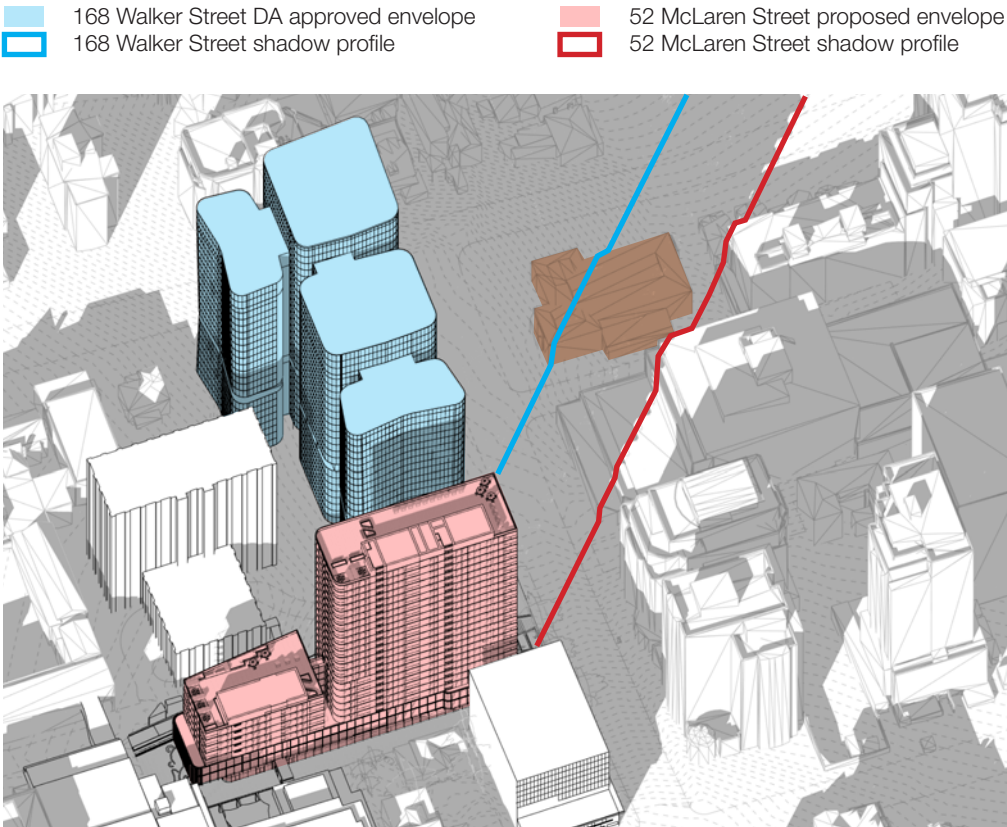 168 Walker Street DA approved envelope
168 Walker Street shadow profile
52 McLaren Street proposed envelope
52 McLaren Street shadow profile